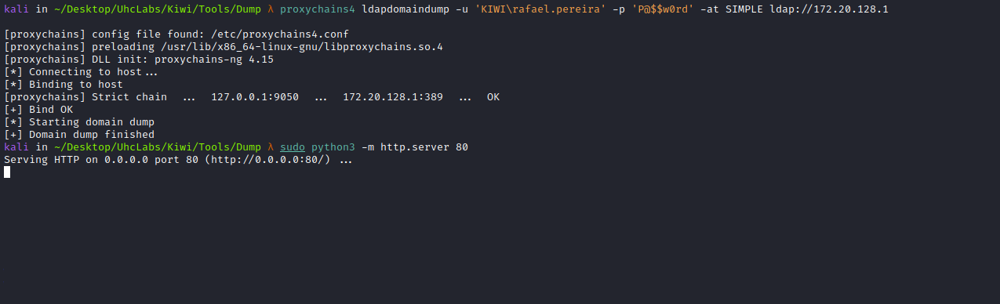 kali in ~/Desktop/UhcLabs/Kiwi/Tools/Dump λ proxychains4 ldapdomaindump -u 'KIWI\rafael.pereira' -p 'P@$$w0rd' -at SIMPLE ldap://172.20.128.1
[proxychains] config file found: /etc/proxychains4.conf
[proxychains] preloading /usr/lib/x86_64-linux-gnu/libproxychains.so.4
[proxychains] DLL init: proxychains-ng 4.15
[*] Connecting to host...
[*] Binding to host
[proxychains] Strict chain  ...  127.0.0.1:9050  ...  172.20.128.1:389  ...  OK
[+] Bind OK
[*] Starting domain dump
[+] Domain dump finished
kali in ~/Desktop/UhcLabs/Kiwi/Tools/Dump λ sudo python3 -m http.server 80
Serving HTTP on 0.0.0.0 port 80 (http://0.0.0.0:80/) ...